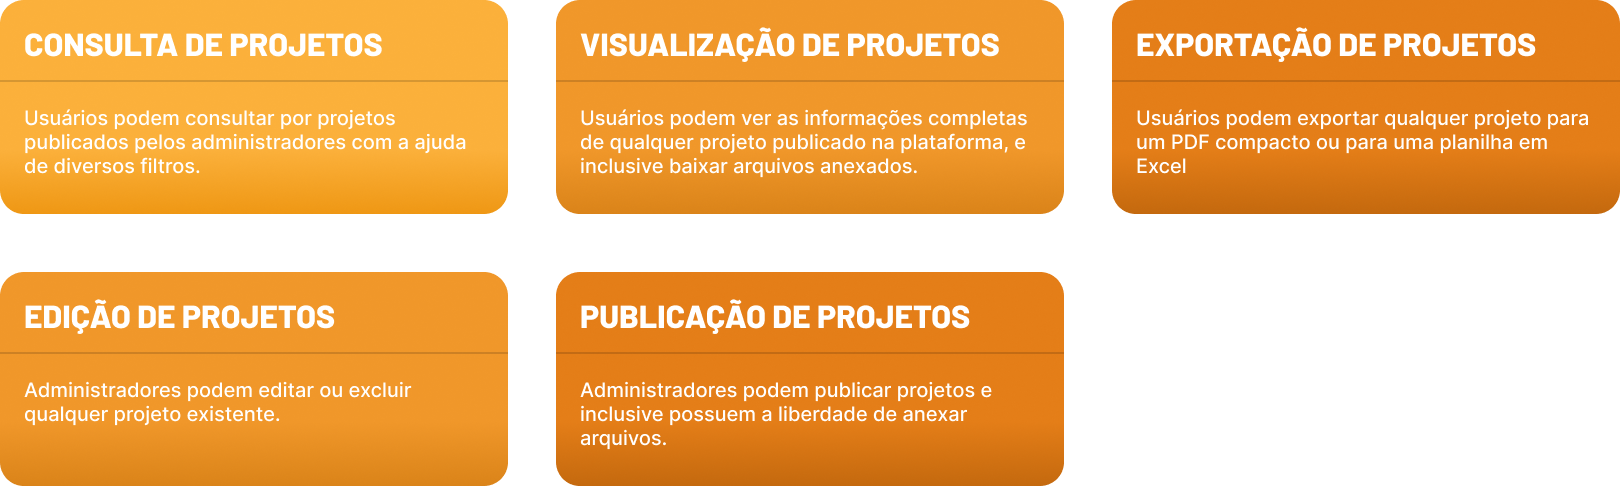 CONSULTA DE PROJETOS
Usuários podem consultar por projetos
publicados pelos administradores com a ajuda
de diversos filtros.
VISUALIZAÇÃO DE PROJETOS
Usuários podem ver as informações completas
de qualquer projeto publicado na plataforma, e
inclusive baixar arquivos anexados.
EXPORTAÇÃO DE PROJETOS
Usuários podem exportar qualquer projeto para
um PDF compacto ou para uma planilha em
Excel
EDIÇÃO DE PROJETOS
Administradores podem editar ou excluir
qualquer projeto existente.
PUBLICAÇÃO DE PROJETOS
Administradores podem publicar projetos e
inclusive possuem a liberdade de anexar
arquivos.